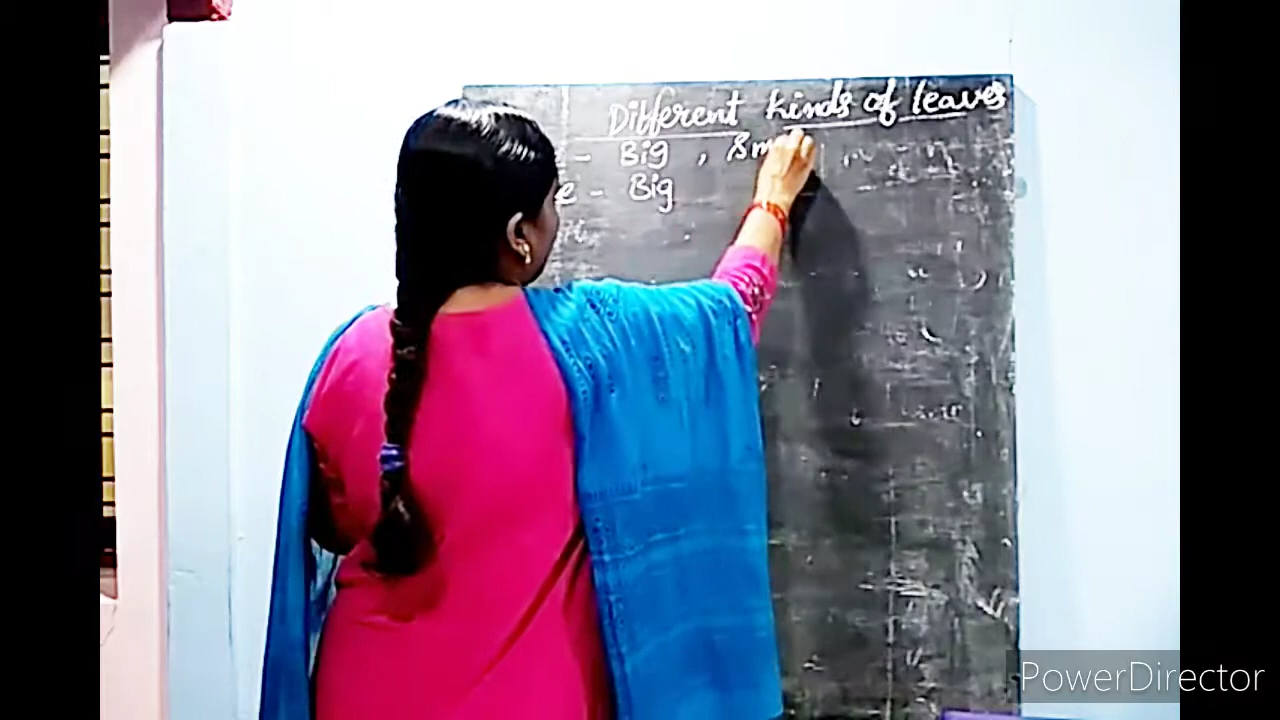 Different kinds of leaves
- Big , Sm
e - Big
PowerDirector